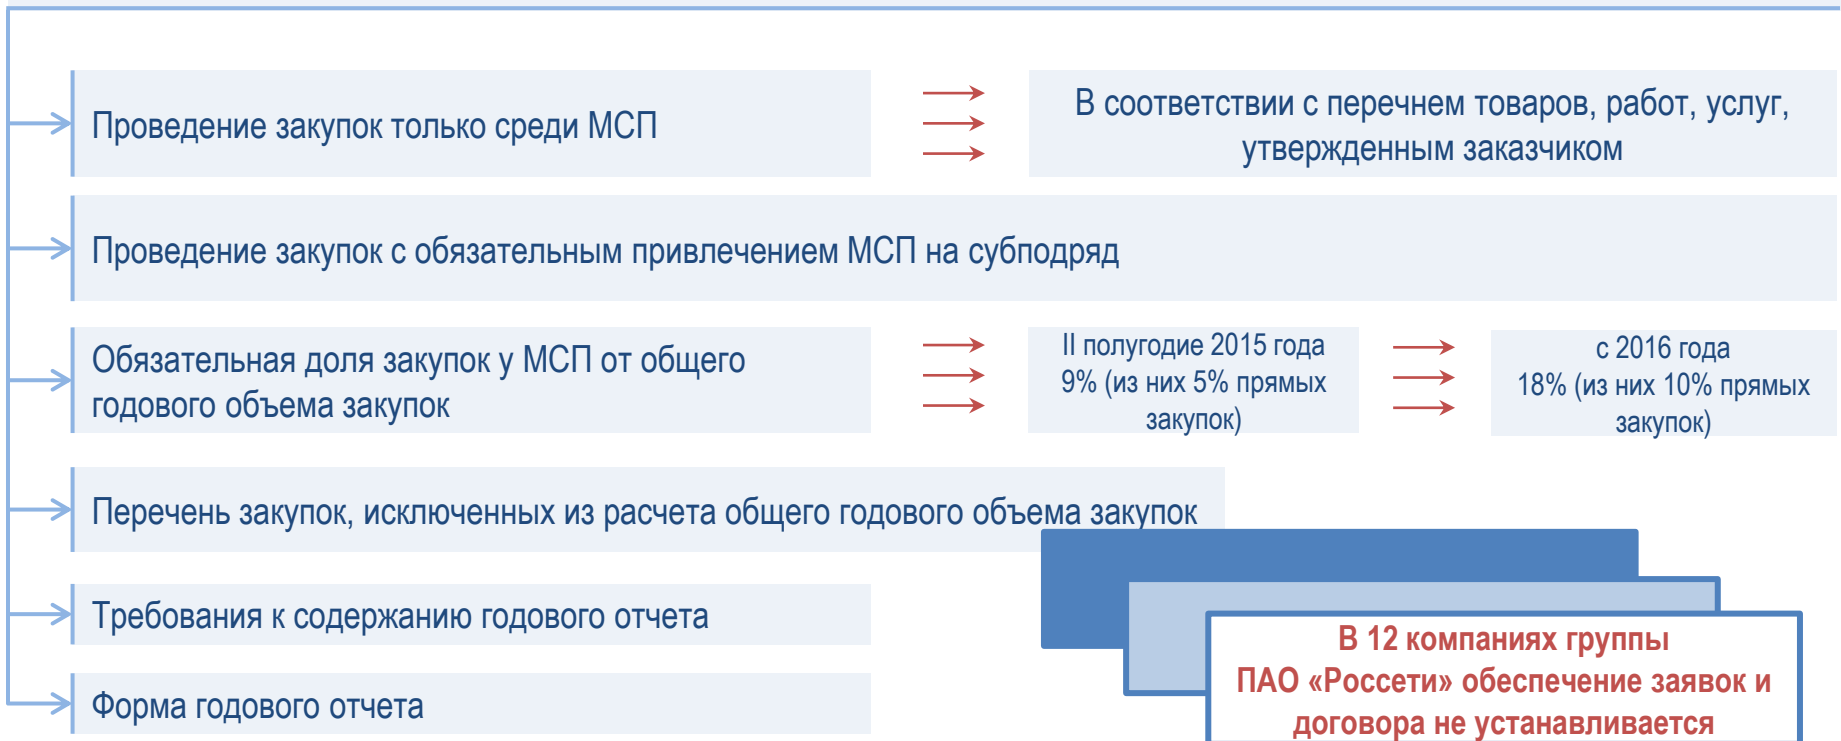 Проведение закупок только среди МСП
В соответствии с перечнем товаров, работ, услуг,
утвержденным заказчиком
Проведение закупок с обязательным привлечением МСП на субподряд
Обязательная доля закупок у МСП от общего
годового объема закупок
II полугодие 2015 года
9% (из них 5% прямых
закупок)
с 2016 года
18% (из них 10% прямых
закупок)
Перечень закупок, исключенных из расчета общего годового объема закупок
Требования к содержанию годового отчета
Форма годового отчета
В 12 компаниях группы
ПАО «Россети» обеспечение заявок и
договора не устанавливается